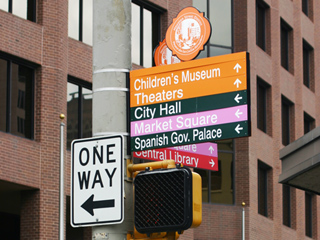 Children's Museum
Theaters
City Hall
Market Square
Spanish Gov. Palace
Central Library
ONE
WAY